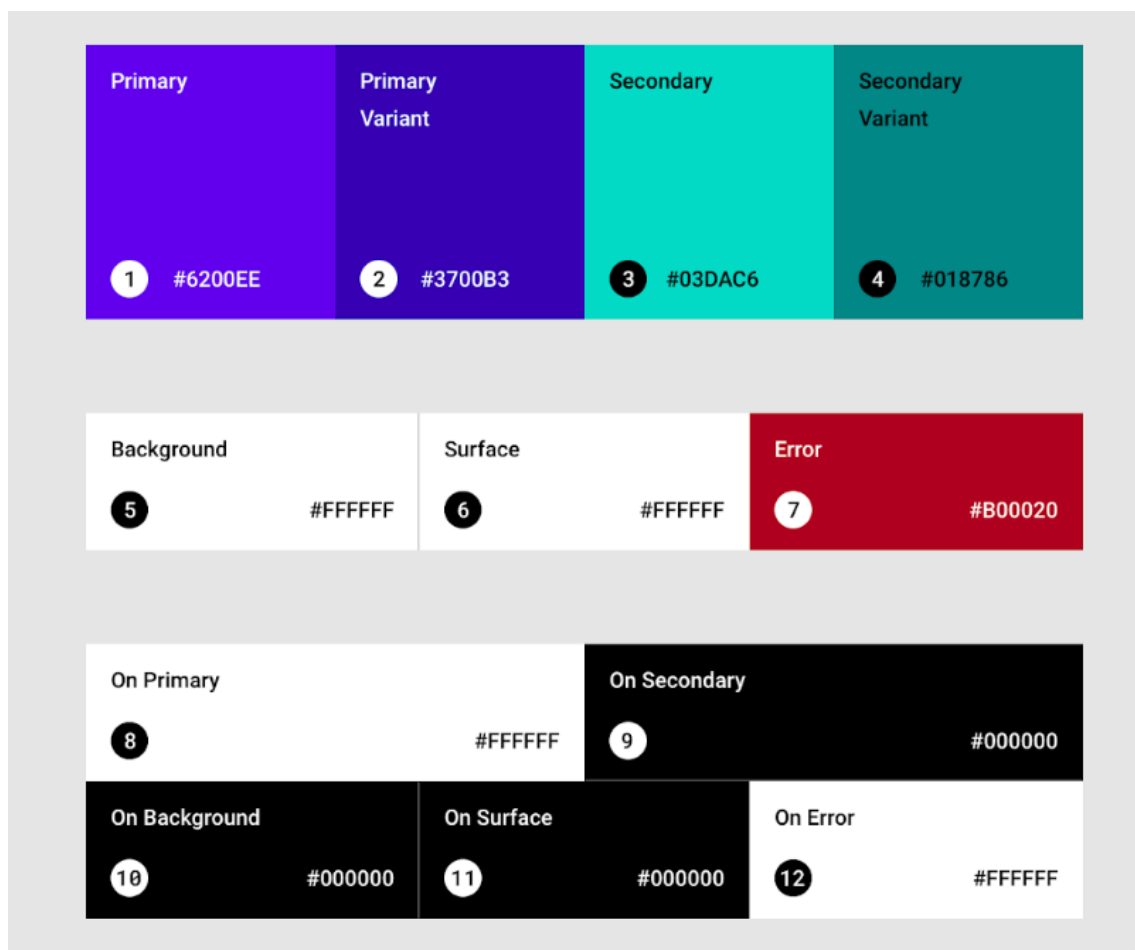 Primary
Primary
Variant
Secondary
Secondary
Variant
1 #6200EE
2 #3700B3
3 #03DAC6
4 #018786
Background
Surface
Error
5 #FFFFFF
6 #FFFFFF
7 #B00020
On Primary
On Secondary
8 #FFFFFF
9 #000000
On Background
On Surface
On Error
10 #000000
11 #000000
12 #FFFFFF